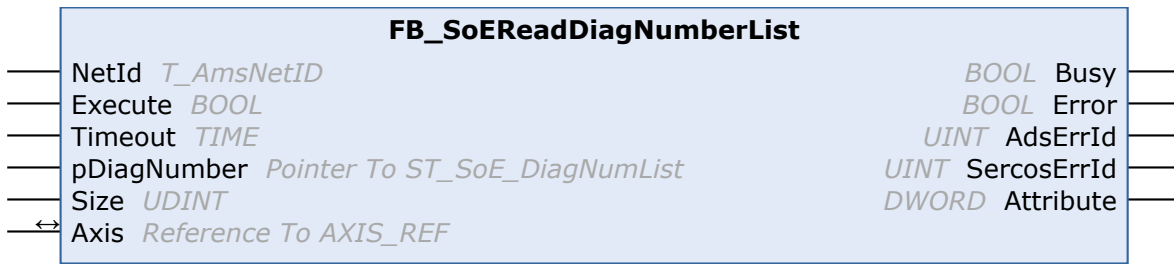 FB_SoEReadDiagNumberList
NetId T_AmsNetID BOOL Busy
Execute BOOL BOOL Error
Timeout TIME UINT AdsErrId
pDiagNumber Pointer To ST_SoE_DiagNumList UINT SercosErrId
Size UDINT DWORD Attribute
↔ Axis Reference To AXIS_REF